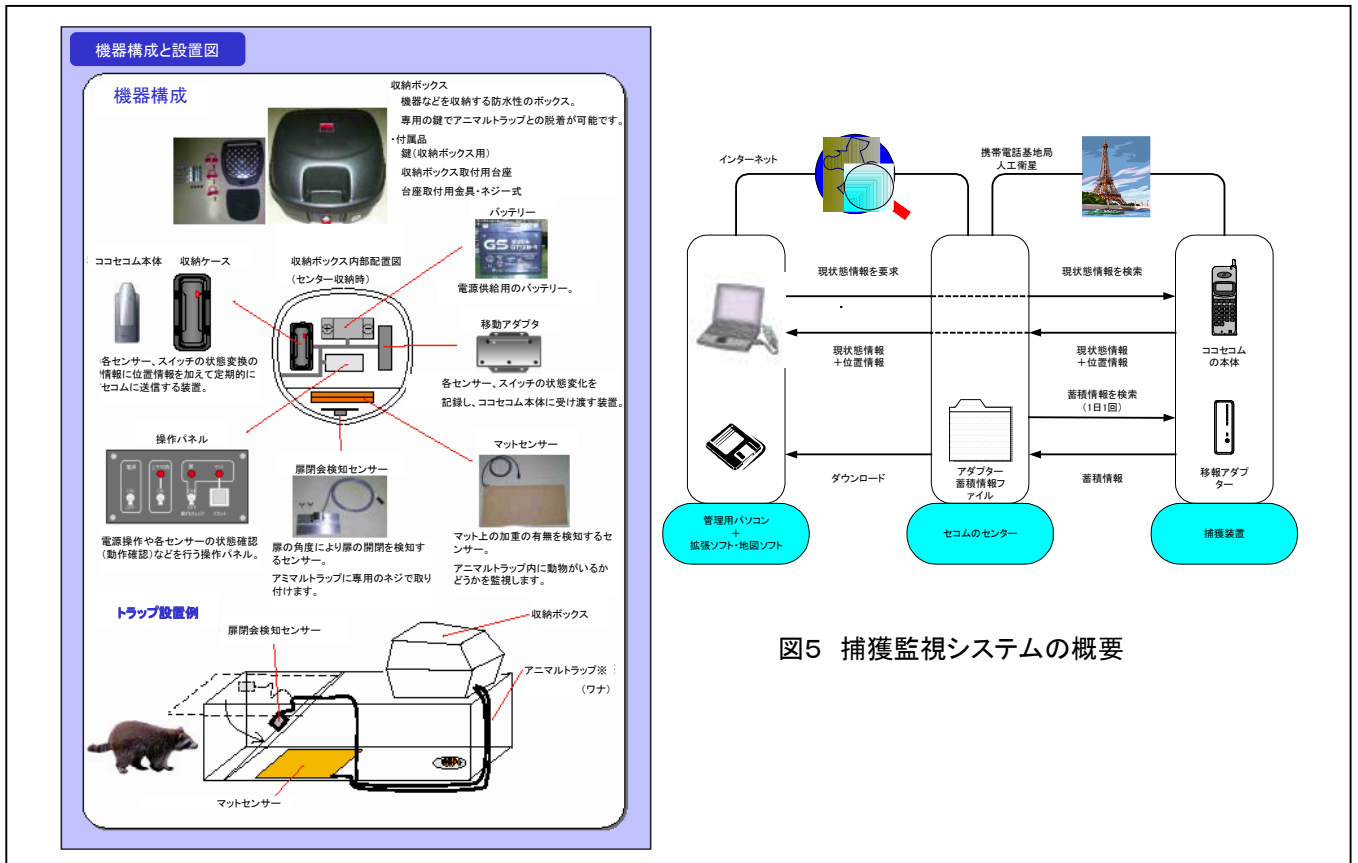 機器構成と設置図
機器構成
収納ボックス
機器などを収納する防水性のボックス。
専用の鍵でアニマルトラップとの脱着が可能です。
・付属品
鍵(収納ボックス用)
収納ボックス取付用台座
台座取付用金具・ネジ一式
バッテリー
GS
電源供給用のバッテリー。
ココセコム本体
収納ケース
収納ボックス内部配置図
(センター収納時)
移動アダプタ
各センサー、スイッチの状態変換の
情報に位置情報を加えて定期的に
セコムに送信する装置。
各センサー、スイッチの状態変化を
記録し、ココセコム本体に受け渡す装置。
操作パネル
電源
扉閉会検知センサー
マットセンサー
電源操作や各センサーの状態確認
(動作確認)などを行う操作パネル。
扉の角度により扉の開閉を検知す
るセンサー。
アミマルトラップに専用のネジで取り
付けます。
マット上の加重の有無を検知するセ
ンサー。
アニマルトラップ内に動物がいるか
どうかを監視します。
トラップ設置例
扉閉会検知センサー
収納ボックス
アニマルトラップ※
(ワナ)
マットセンサー
インターネット
携帯電話基地局
人工衛星
現状態情報を要求
現状態情報を検索
現状態情報
+位置情報
現状態情報
+位置情報
ココセコム
の本体
蓄積情報を検索
(1日1回)
ダウンロード
アダプター
蓄積情報フ
ァイル
蓄積情報
移報アダプ
ター
管理用パソコン
+
拡張ソフト・地図ソフト
セコムのセンター
捕獲装置
図5 捕獲監視システムの概要